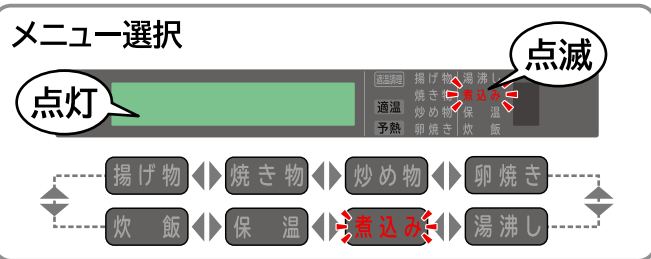 メニュー選択
点灯
点滅
適温調理 揚げ物 湯沸し
焼き物 煮込み
適温 炒め物 保 温
予熱 卵焼き 炊 飯
揚げ物 焼き物 炒め物 卵焼き
炊 飯 保 温 煮込み 湯沸し